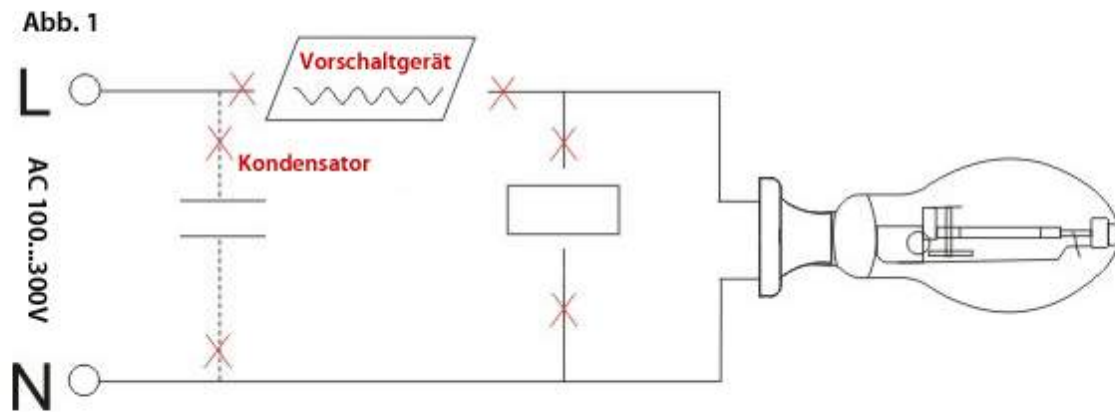 Abb. 1
Vorschaltgerät
L
Kondensator
AC 100...300V
N